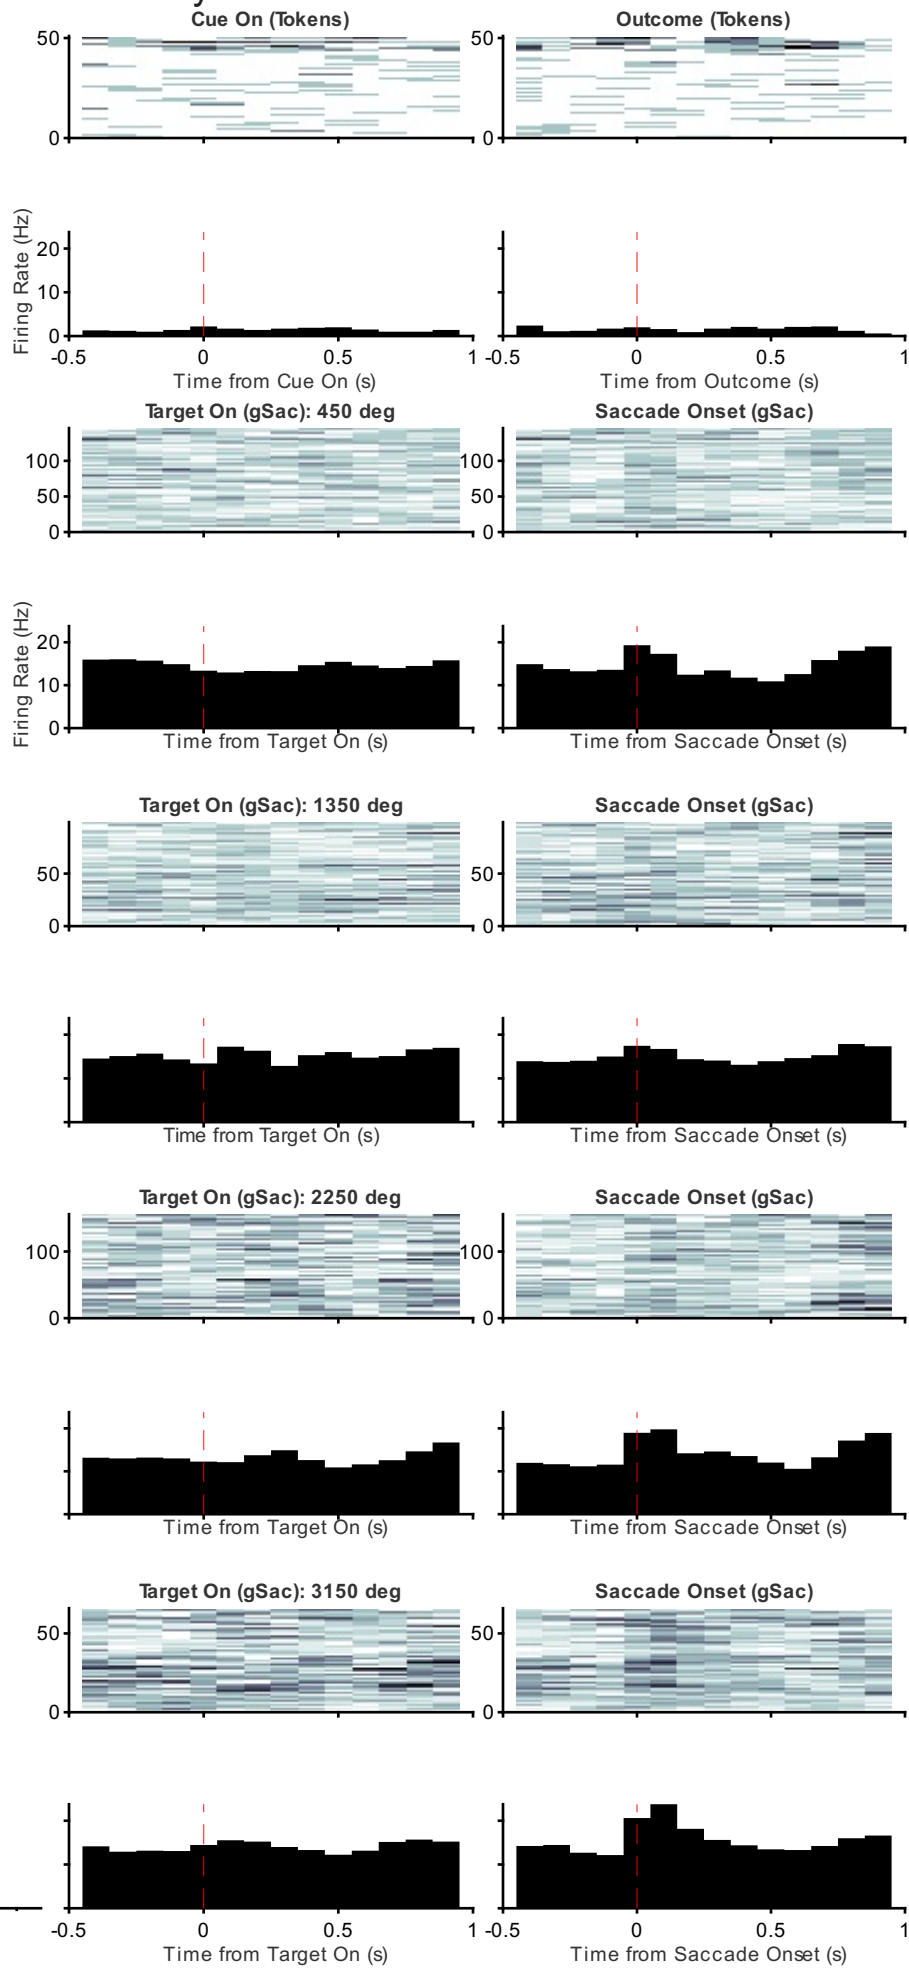 y
Cue On (Tokens) Outcome (Tokens)
50 50
0 0
Firing Rate (Hz)
20
10
0
-0.5 0 0.5 1 -0.5 0 0.5 1
Time from Cue On (s) Time from Outcome (s)
Target On (gSac): 450 deg Saccade Onset (gSac)
100 100
50 50
0 0
Firing Rate (Hz)
20
10
0
Time from Target On (s) Time from Saccade Onset (s)
Target On (gSac): 1350 deg Saccade Onset (gSac)
50 50
0 0
Time from Target On (s) Time from Saccade Onset (s)
Target On (gSac): 2250 deg Saccade Onset (gSac)
100 100
0 0
Time from Target On (s) Time from Saccade Onset (s)
Target On (gSac): 3150 deg Saccade Onset (gSac)
50 50
0 0
-0.5 0 0.5 1 -0.5 0 0.5 1
Time from Target On (s) Time from Saccade Onset (s)